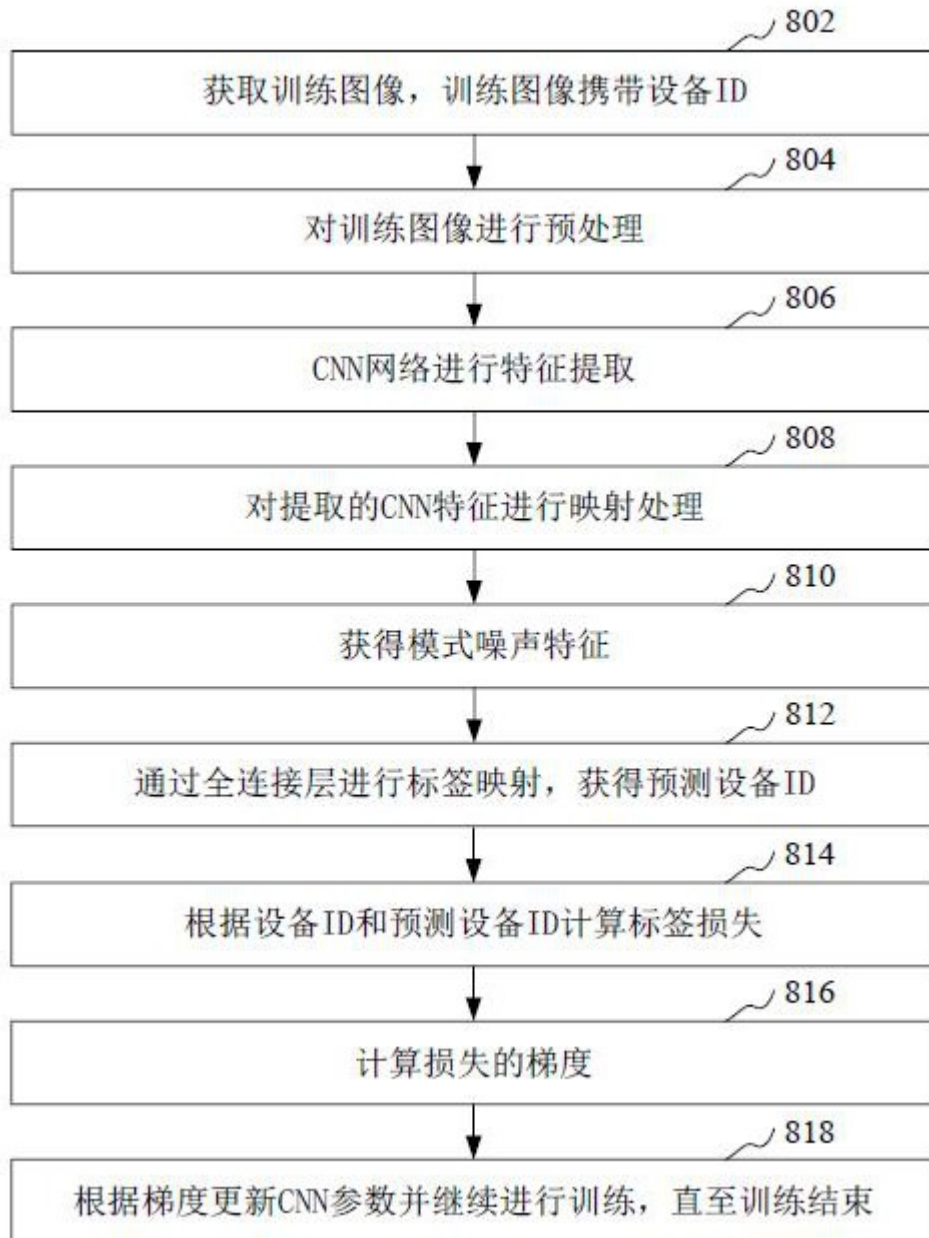 802
获取训练图像，训练图像携带设备ID
804
对训练图像进行预处理
806
CNN网络进行特征提取
808
对提取的CNN特征进行映射处理
810
获得模式噪声特征
812
通过全连接层进行标签映射，获得预测设备ID
814
根据设备ID和预测设备ID计算标签损失
816
计算损失的梯度
818
根据梯度更新CNN参数并继续进行训练，直至训练结束